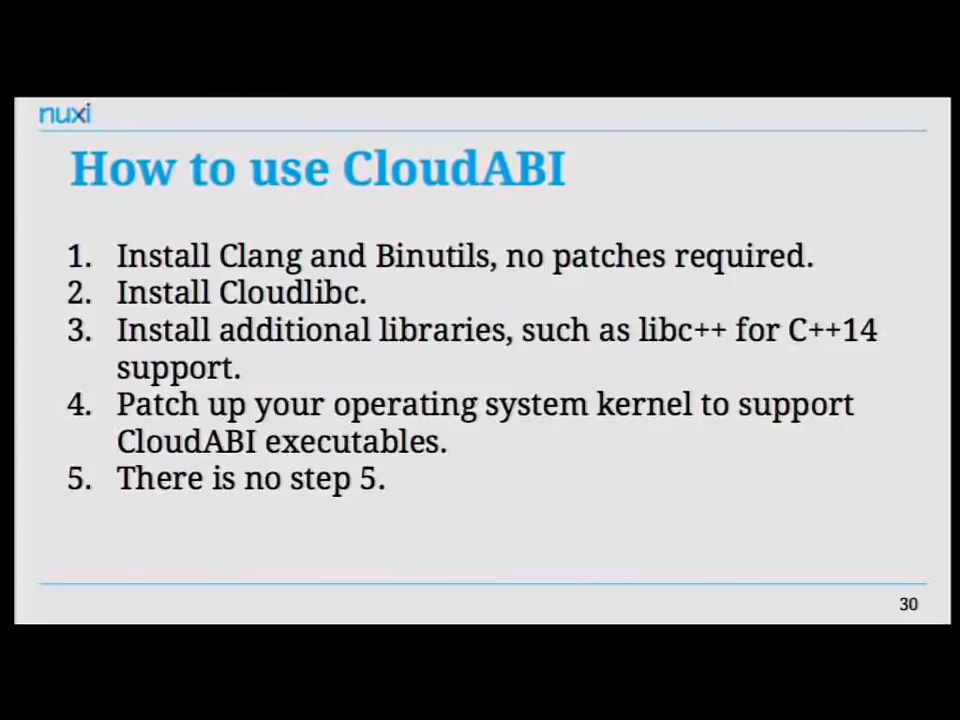 nuxi
How to use CloudABI
1. Install Clang and Binutils, no patches required.
2. Install Cloudlibc.
3. Install additional libraries, such as libc++ for C++14
support.
4. Patch up your operating system kernel to support
CloudABI executables.
5. There is no step 5.
30